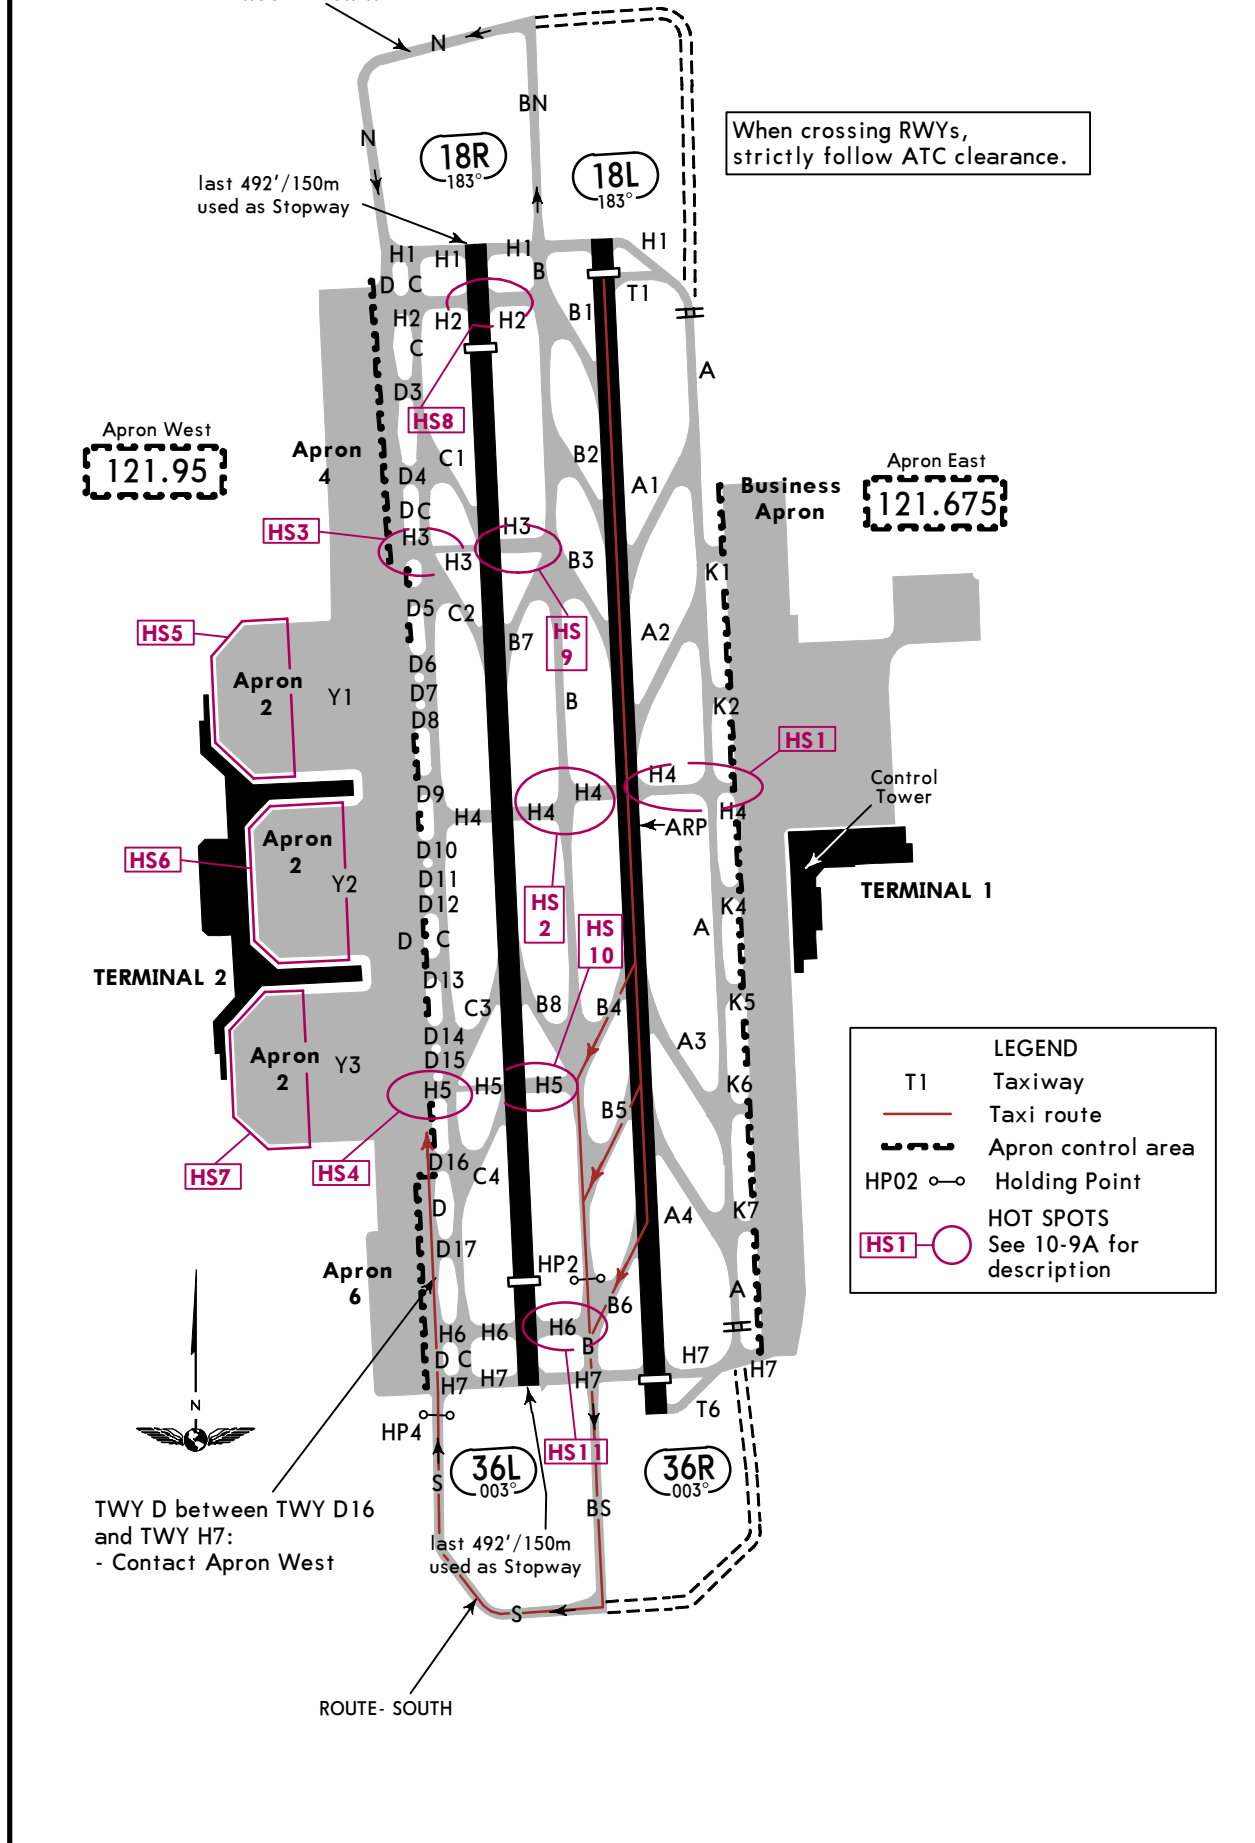 N
BN
N
When crossing RWYs,
strictly follow ATC clearance.
18R
183°
18L
183°
last 492'/150m
used as Stopway
H1
H1
H1
H1
B
D
C
T1
B1
H2
H2
H2
C
A
D3
HS8
Apron West
121.95
Apron
4
C1
B2
D4
A1
Apron East
121.675
Business
Apron
D
C
HS3
H3
H3
H3
B3
K1
D5
C2
HS5
B7
HS
9
A2
D6
Apron
2
Y1
D7
B
K2
D8
HS1
H4
Control
Tower
D9
H4
H4
H4
H4
ARP
Apron
2
D10
HS6
Y2
D11
TERMINAL 1
D12
HS
2
K4
HS
10
D
C
A
TERMINAL 2
D13
C3
B8
B4
K5
D14
A3
Apron
2
Y3
D15
H5
H5
H5
K6
B5
HS7
HS4
D16
C4
D
A4
K7
D17
Apron
6
HP2
A
B6
H6
H6
H6
B
D
C
H7
H7
H7
H7
H7
T6
LEGEND
T1 Taxiway
Taxi route
Apron control area
HP02 Holding Point
HS1
HOT SPOTS
See 10-9A for
description
N
HP4
HS11
36L
003°
36R
003°
S
BS
TWY D between TWY D16
and TWY H7:
- Contact Apron West
last 492'/150m
used as Stopway
S
ROUTE- SOUTH